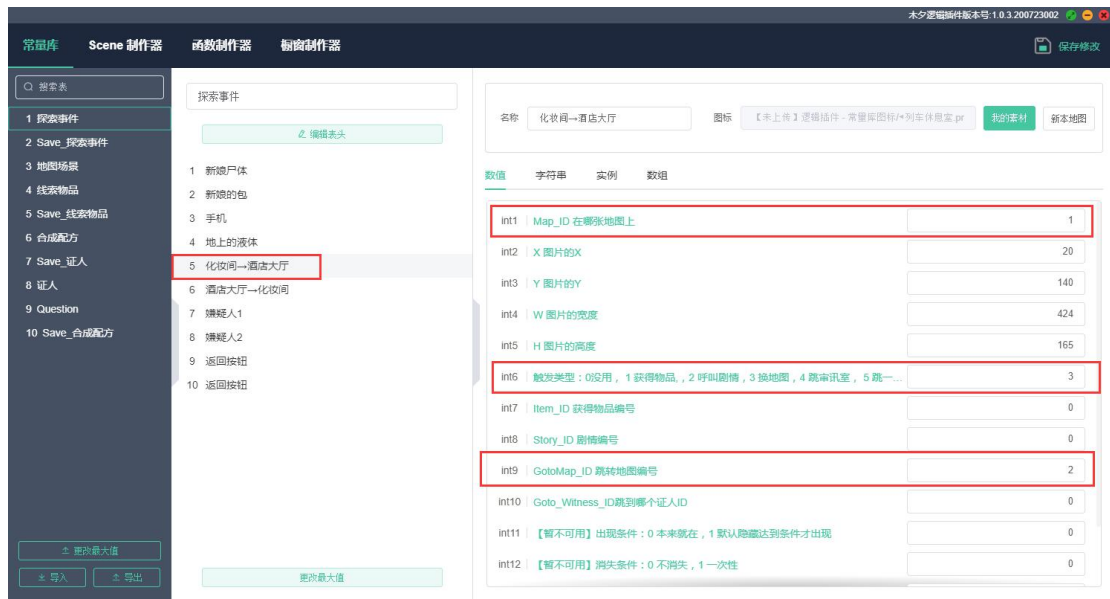 木夕逻辑插件版本号:1.0.3.200723002
常量库 Scene 制作器 函数制作器 橱窗制作器 保存修改
搜索表
1 探索事件
2 Save_探索事件
3 地图场景
4 线索物品
5 Save_线索物品
6 合成配方
7 Save_证人
8 证人
9 Question
10 Save_合成配方
更改最大值
导入 导出
探索事件
编辑表头
1 新娘尸体
2 新娘的包
3 手机
4 地上的液体
5 化妆间→酒店大厅
6 酒店大厅→化妆间
7 嫌疑人1
8 嫌疑人2
9 返回按钮
10 返回按钮
更改最大值
名称 化妆间→酒店大厅 图标 【未上传】逻辑插件 - 常量库图标/*列车休息室.pr 我的素材 新本地图
数值 字符串 实例 数组
int1 Map_ID 在哪张地图上 1
int2 X 图片的X 20
int3 Y 图片的Y 140
int4 W 图片的宽度 424
int5 H 图片的高度 165
int6 触发类型：0没用 ，1 获得物品, , 2 呼叫剧情 , 3 换地图 , 4 跳审讯室 ， 5 跳一... 3
int7 Item_ID 获得物品编号 0
int8 Story_ID 剧情编号 0
int9 GotoMap_ID 跳转地图编号 2
int10 Goto_Witness_ID跳到哪个证人ID 0
int11 【暂不可用】出现条件：0 本来就在 , 1 默认隐藏达到条件才出现 0
int12 【暂不可用】消失条件：0 不消失 , 1 一次性 0